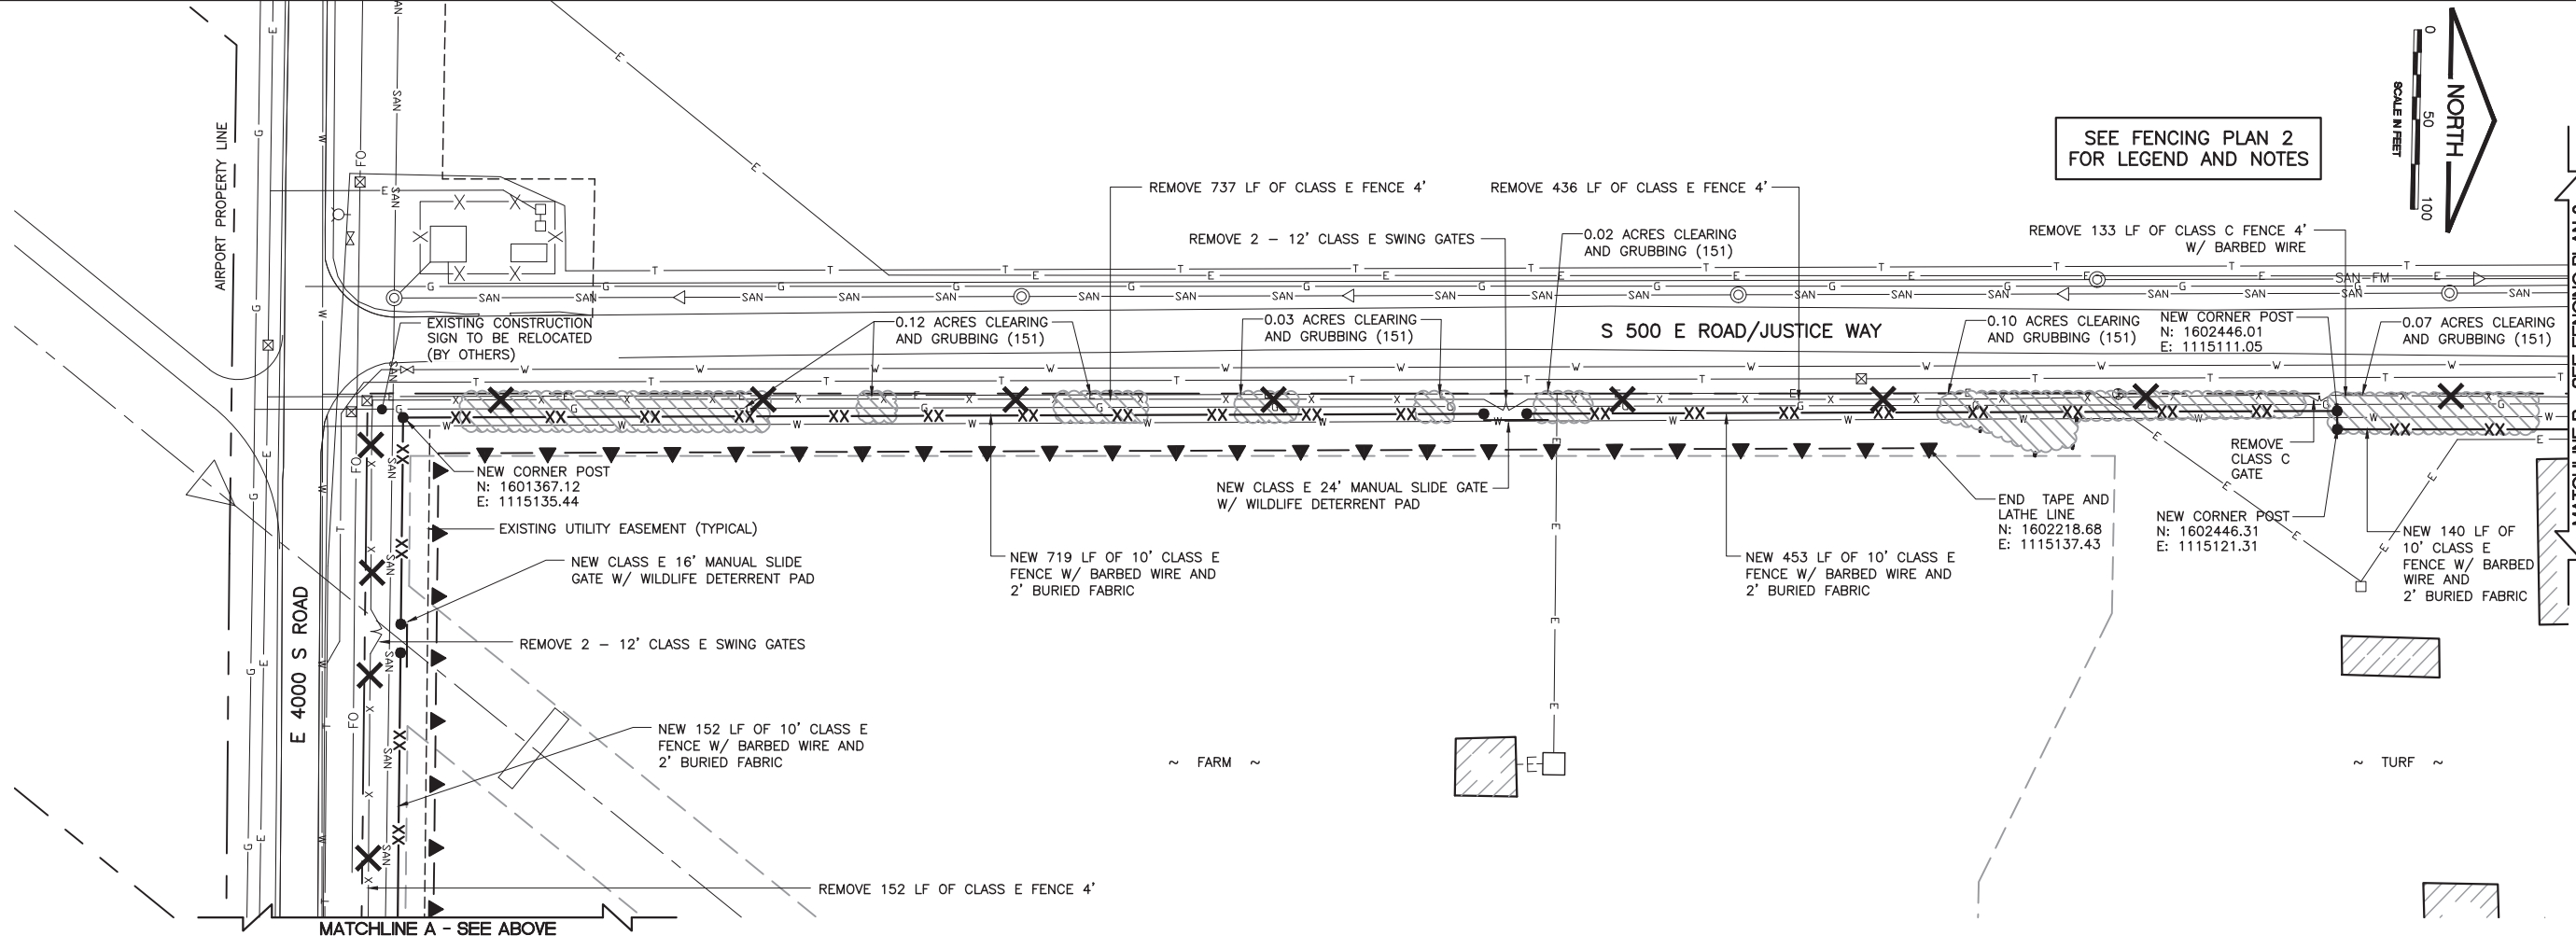 AIRPORT PROPERTY LINE
NORTH
0
50
100
SCALE IN FEET
SEE FENCING PLAN 2
FOR LEGEND AND NOTES
REMOVE 737 LF OF CLASS E FENCE 4'
REMOVE 436 LF OF CLASS E FENCE 4'
REMOVE 2 – 12' CLASS E SWING GATES
0.02 ACRES CLEARING
AND GRUBBING (151)
REMOVE 133 LF OF CLASS C FENCE 4'
W/ BARBED WIRE
SAN-FM
EXISTING CONSTRUCTION
SIGN TO BE RELOCATED
(BY OTHERS)
0.12 ACRES CLEARING
AND GRUBBING (151)
0.03 ACRES CLEARING
AND GRUBBING (151)
S 500 E ROAD/JUSTICE WAY
0.10 ACRES CLEARING
AND GRUBBING (151)
NEW CORNER POST
N: 1602446.01
E: 1115111.05
0.07 ACRES CLEARING
AND GRUBBING (151)
NEW CORNER POST
N: 1601367.12
E: 1115135.44
EXISTING UTILITY EASEMENT (TYPICAL)
NEW CLASS E 16' MANUAL SLIDE
GATE W/ WILDLIFE DETERRENT PAD
REMOVE 2 – 12' CLASS E SWING GATES
NEW CLASS E 24' MANUAL SLIDE GATE
W/ WILDLIFE DETERRENT PAD
NEW 719 LF OF 10' CLASS E
FENCE W/ BARBED WIRE AND
2' BURIED FABRIC
NEW 453 LF OF 10' CLASS E
FENCE W/ BARBED WIRE AND
2' BURIED FABRIC
END TAPE AND
LATHE LINE
N: 1602218.68
E: 1115137.43
REMOVE
CLASS C
GATE
NEW CORNER POST
N: 1602446.31
E: 1115121.31
NEW 140 LF OF
10' CLASS E
FENCE W/ BARBED
WIRE AND
2' BURIED FABRIC
E 4000 S ROAD
NEW 152 LF OF 10' CLASS E
FENCE W/ BARBED WIRE AND
2' BURIED FABRIC
~ FARM ~
~ TURF ~
REMOVE 152 LF OF CLASS E FENCE 4'
MATCHLINE A - SEE ABOVE